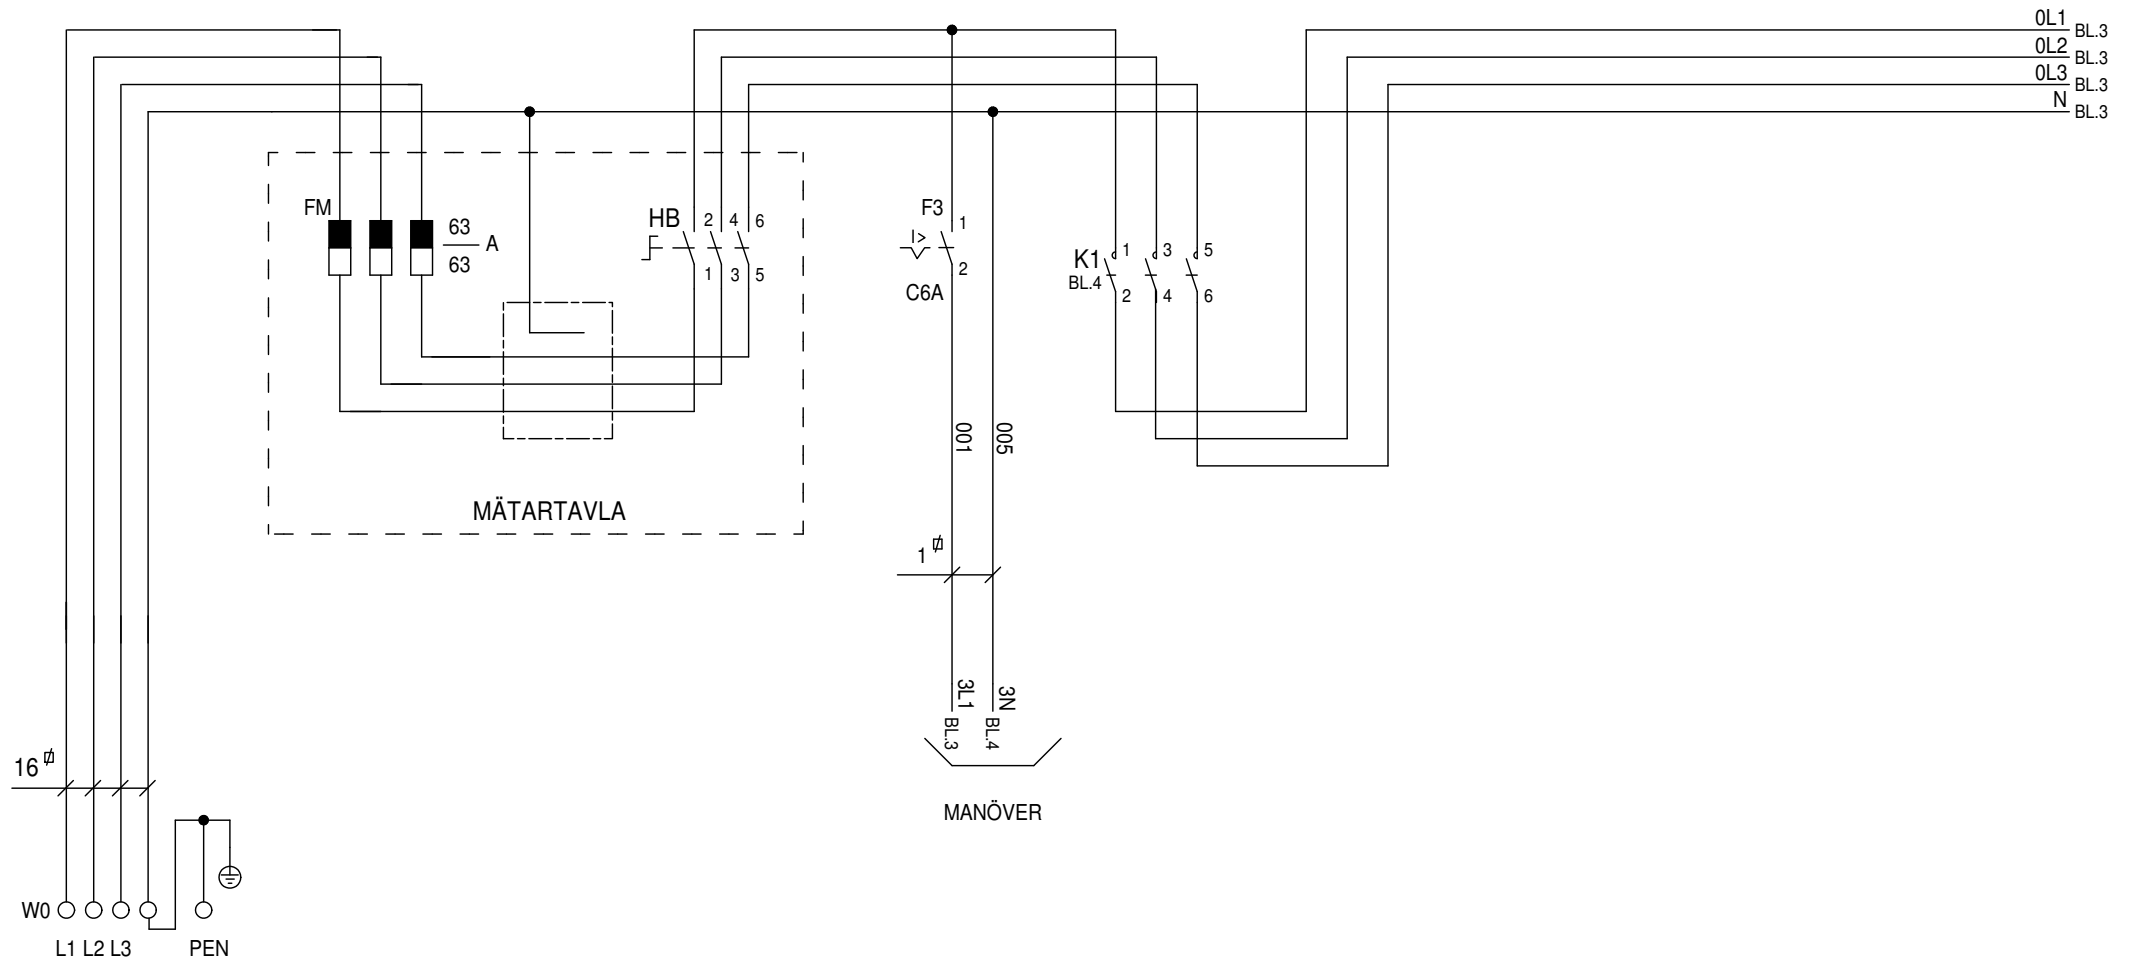 0L1 BL.3
0L2 BL.3
0L3 BL.3
N BL.3
FM
63
A
63
HB 2 4 6
1 3 5
F3 1
I>
2
C6A
K1 1 3 5
BL.4
2 4 6
001
005
MÄTARTAVLA
1
3L1
3N
BL.3
BL.4
MANÖVER
16
W0
L1 L2 L3
PEN